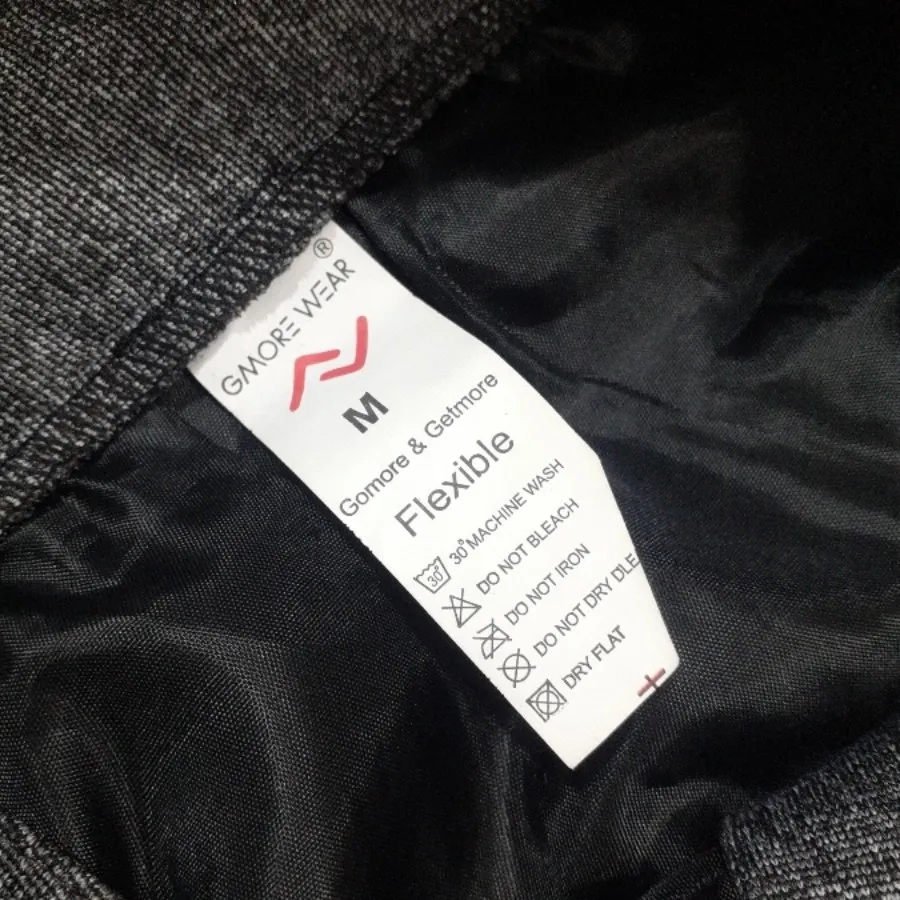 GMORE WEAR ®
M
Gomore & Getmore
Flexible
30° 30°MACHINE WASH
DO NOT BLEACH
DO NOT IRON
DO NOT DRY DLE
DRY FLAT